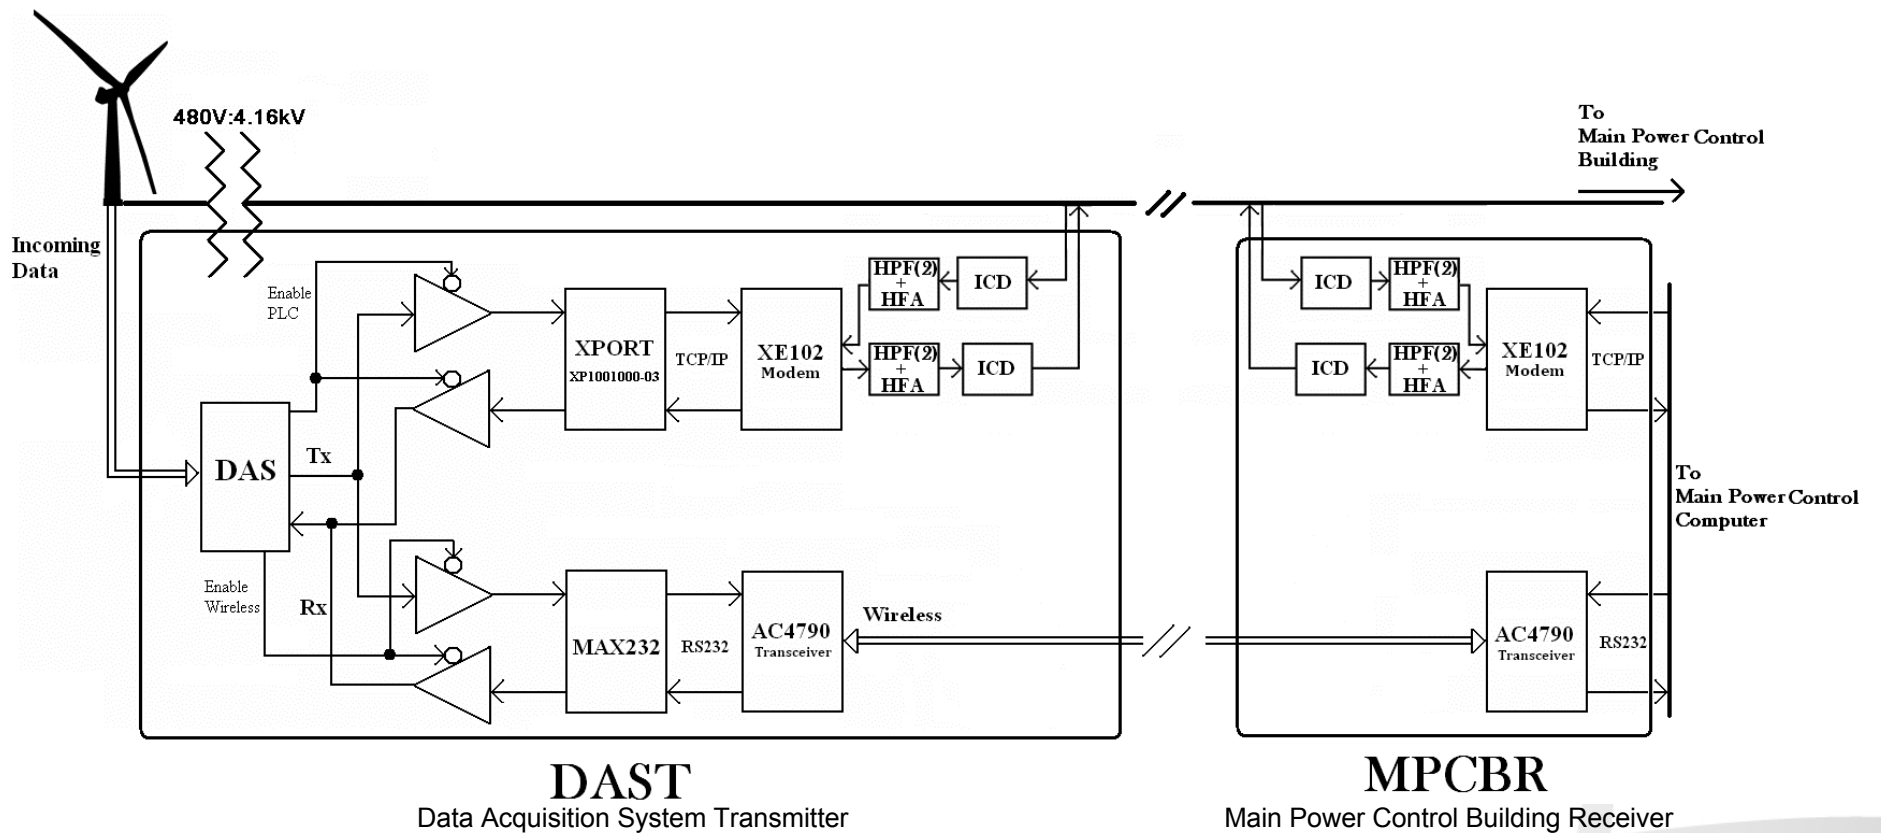 480V:4.16kV
To
Main Power Control
Building
Incoming
Data
Enable
PLC
HPF(2)
+
HFA
ICD
ICD
HPF(2)
+
HFA
XPORT
XP1001000-03
TCP/IP
XE102
Modem
HPF(2)
+
HFA
ICD
ICD
HPF(2)
+
HFA
XE102
Modem
TCP/IP
DAS
Tx
To
Main Power Control
Computer
Enable
Wireless
Rx
MAX232
RS232
AC4790
Transceiver
Wireless
AC4790
Transceiver
RS232
DAST
Data Acquisition System Transmitter
MPCBR
Main Power Control Building Receiver